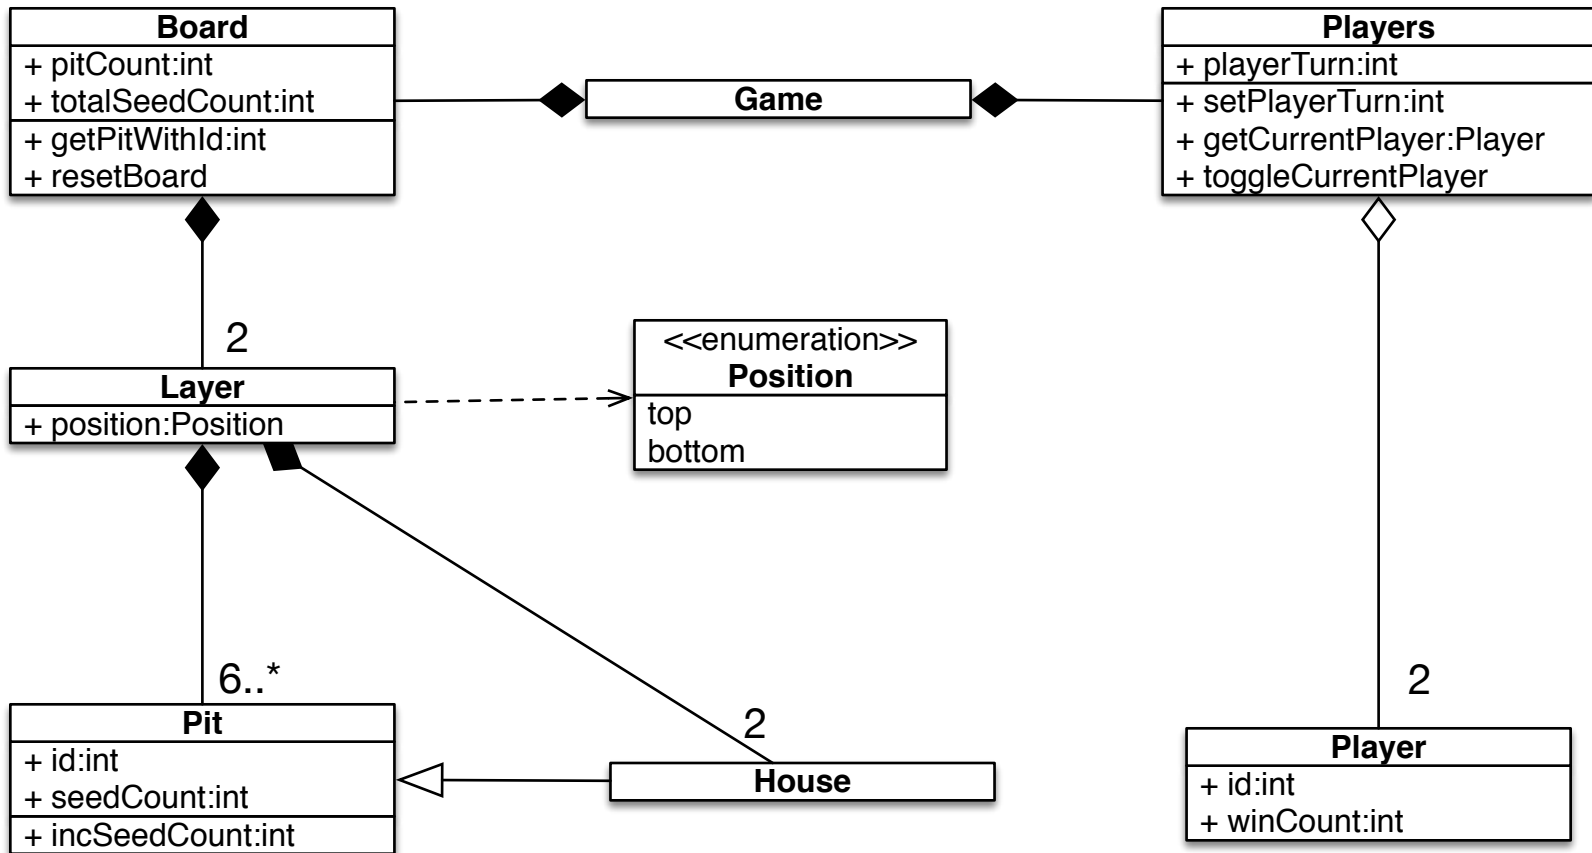 Board
+ pitCount:int
+ totalSeedCount:int
+ getPitWithId:int
+ resetBoard
Game
Players
+ playerTurn:int
+ setPlayerTurn:int
+ getCurrentPlayer:Player
+ toggleCurrentPlayer
2
Layer
+ position:Position
<<enumeration>>
Position
top
bottom
6..*
Pit
+ id:int
+ seedCount:int
+ incSeedCount:int
2
House
2
Player
+ id:int
+ winCount:int